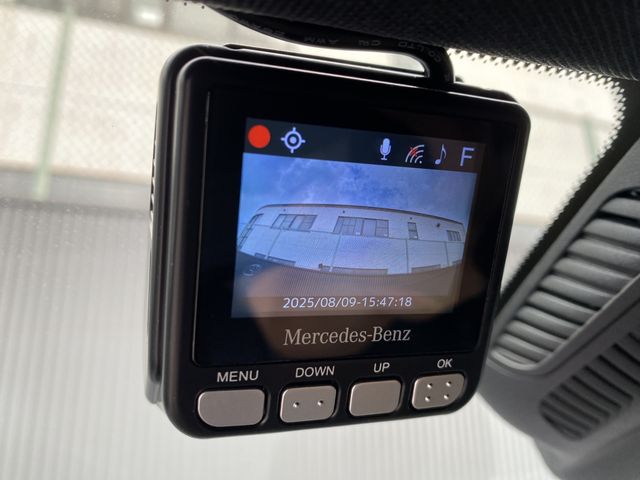 F
2025/08/09-15:47:18
Mercedes-Benz
MENU DOWN UP OK